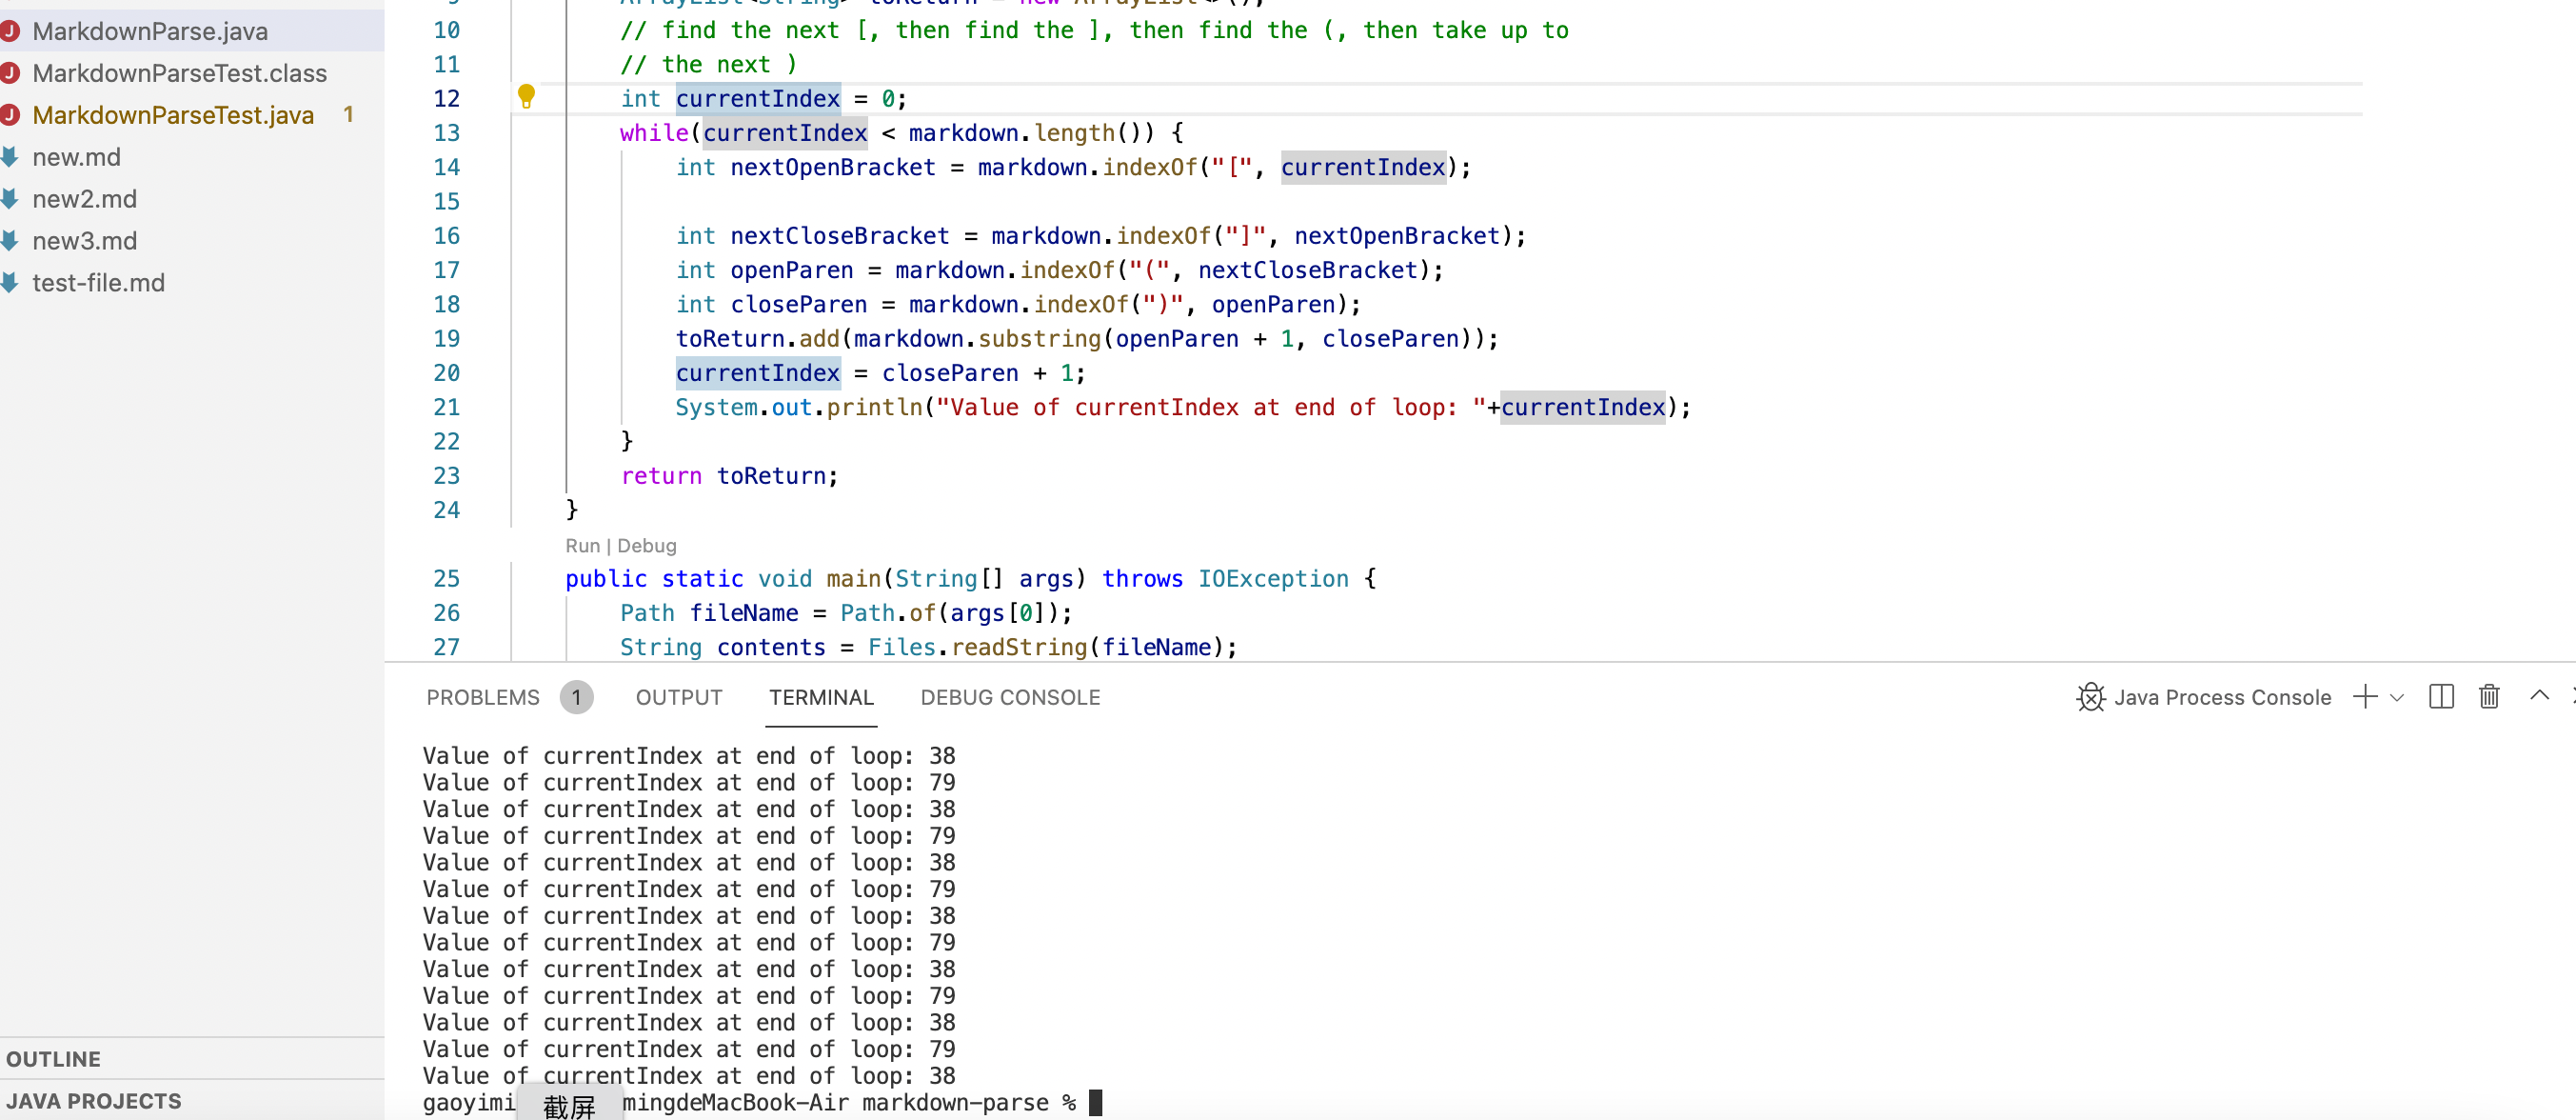 MarkdownParse.java
MarkdownParseTest.class
MarkdownParseTest.java 1
new.md
new2.md
new3.md
test-file.md
OUTLINE
JAVA PROJECTS
9 ArrayList<String> toReturn = new ArrayList<>();
10 // find the next [, then find the ], then find the (, then take up to
11 // the next )
12 int currentIndex = 0;
13 while(currentIndex < markdown.length()) {
14 int nextOpenBracket = markdown.indexOf("[", currentIndex);
15
16 int nextCloseBracket = markdown.indexOf("]", nextOpenBracket);
17 int openParen = markdown.indexOf("(", nextCloseBracket);
18 int closeParen = markdown.indexOf(")", openParen);
19 toReturn.add(markdown.substring(openParen + 1, closeParen));
20 currentIndex = closeParen + 1;
21 System.out.println("Value of currentIndex at end of loop: "+currentIndex);
22 }
23 return toReturn;
24 }
Run | Debug
25 public static void main(String[] args) throws IOException {
26 Path fileName = Path.of(args[0]);
27 String contents = Files.readString(fileName);
PROBLEMS 1 OUTPUT TERMINAL DEBUG CONSOLE Java Process Console
Value of currentIndex at end of loop: 38
Value of currentIndex at end of loop: 79
Value of currentIndex at end of loop: 38
Value of currentIndex at end of loop: 79
Value of currentIndex at end of loop: 38
Value of currentIndex at end of loop: 79
Value of currentIndex at end of loop: 38
Value of currentIndex at end of loop: 79
Value of currentIndex at end of loop: 38
Value of currentIndex at end of loop: 79
Value of currentIndex at end of loop: 38
Value of currentIndex at end of loop: 79
Value of currentIndex at end of loop: 38
gaoyimi 截屏 mingdeMacBook-Air markdown-parse %